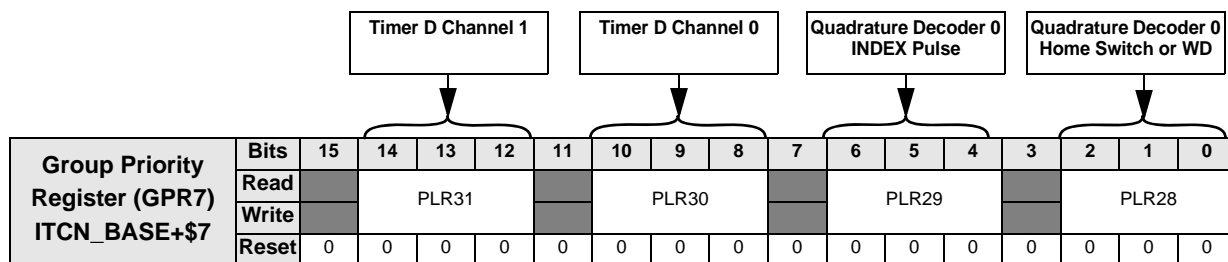 Timer D Channel 1
Timer D Channel 0
Quadrature Decoder 0
INDEX Pulse
Quadrature Decoder 0
Home Switch or WD
Group Priority
Register (GPR7)
ITCN_BASE+$7
Bits 15 14 13 12 11 10 9 8 7 6 5 4 3 2 1 0
Read
Write
PLR31 PLR30 PLR29 PLR28
Reset 0 0 0 0 0 0 0 0 0 0 0 0 0 0 0 0